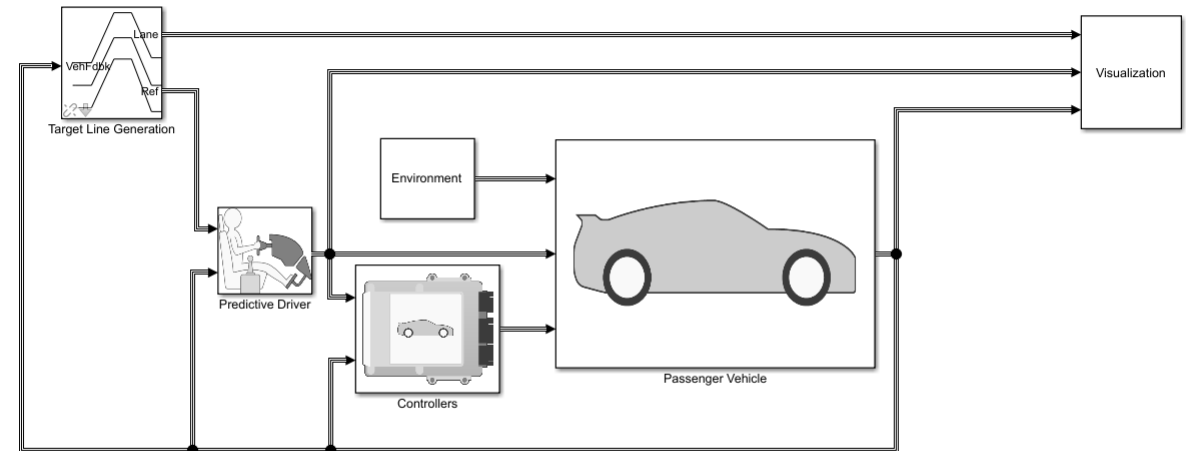 Lane
VehFdbk
Ref
Target Line Generation
Visualization
Environment
Predictive Driver
Passenger Vehicle
Controllers